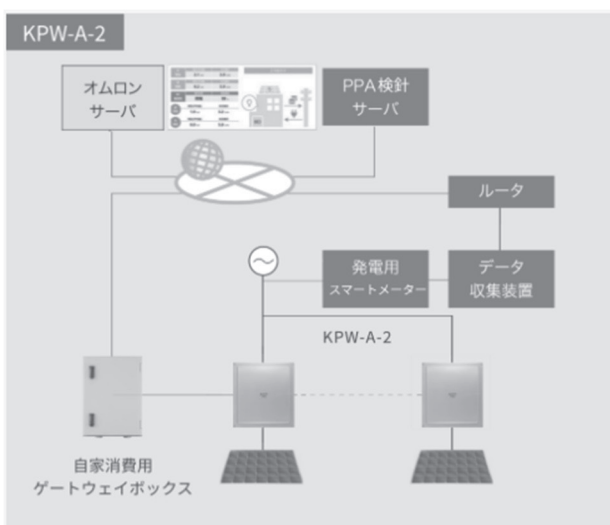 KPW-A-2
オムロン
サーバ
PPA検針
サーバ
ルータ
発電用
スマートメーター
データ
収集装置
KPW-A-2
自家消費用
ゲートウェイボックス